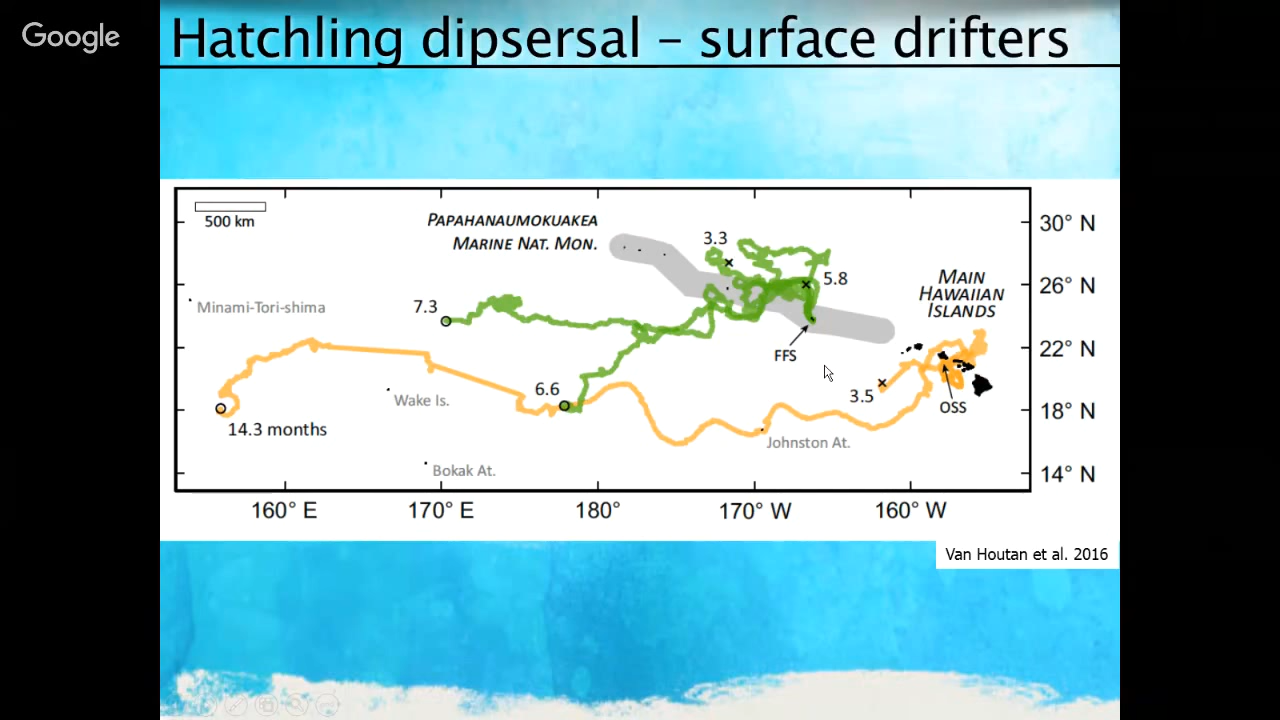 Google
Hatchling dipsersal – surface drifters
500 km
PAPAHANAUMOKUAKEA
MARINE NAT. MON.
3.3
30° N
5.8
26° N
MAIN
HAWAIIAN
ISLANDS
Minami-Tori-shima
7.3
FFS
22° N
6.6
3.5
Wake Is.
OSS
18° N
14.3 months
Johnston At.
Bokak At.
14° N
160° E
170° E
180°
170° W
160° W
Van Houtan et al. 2016